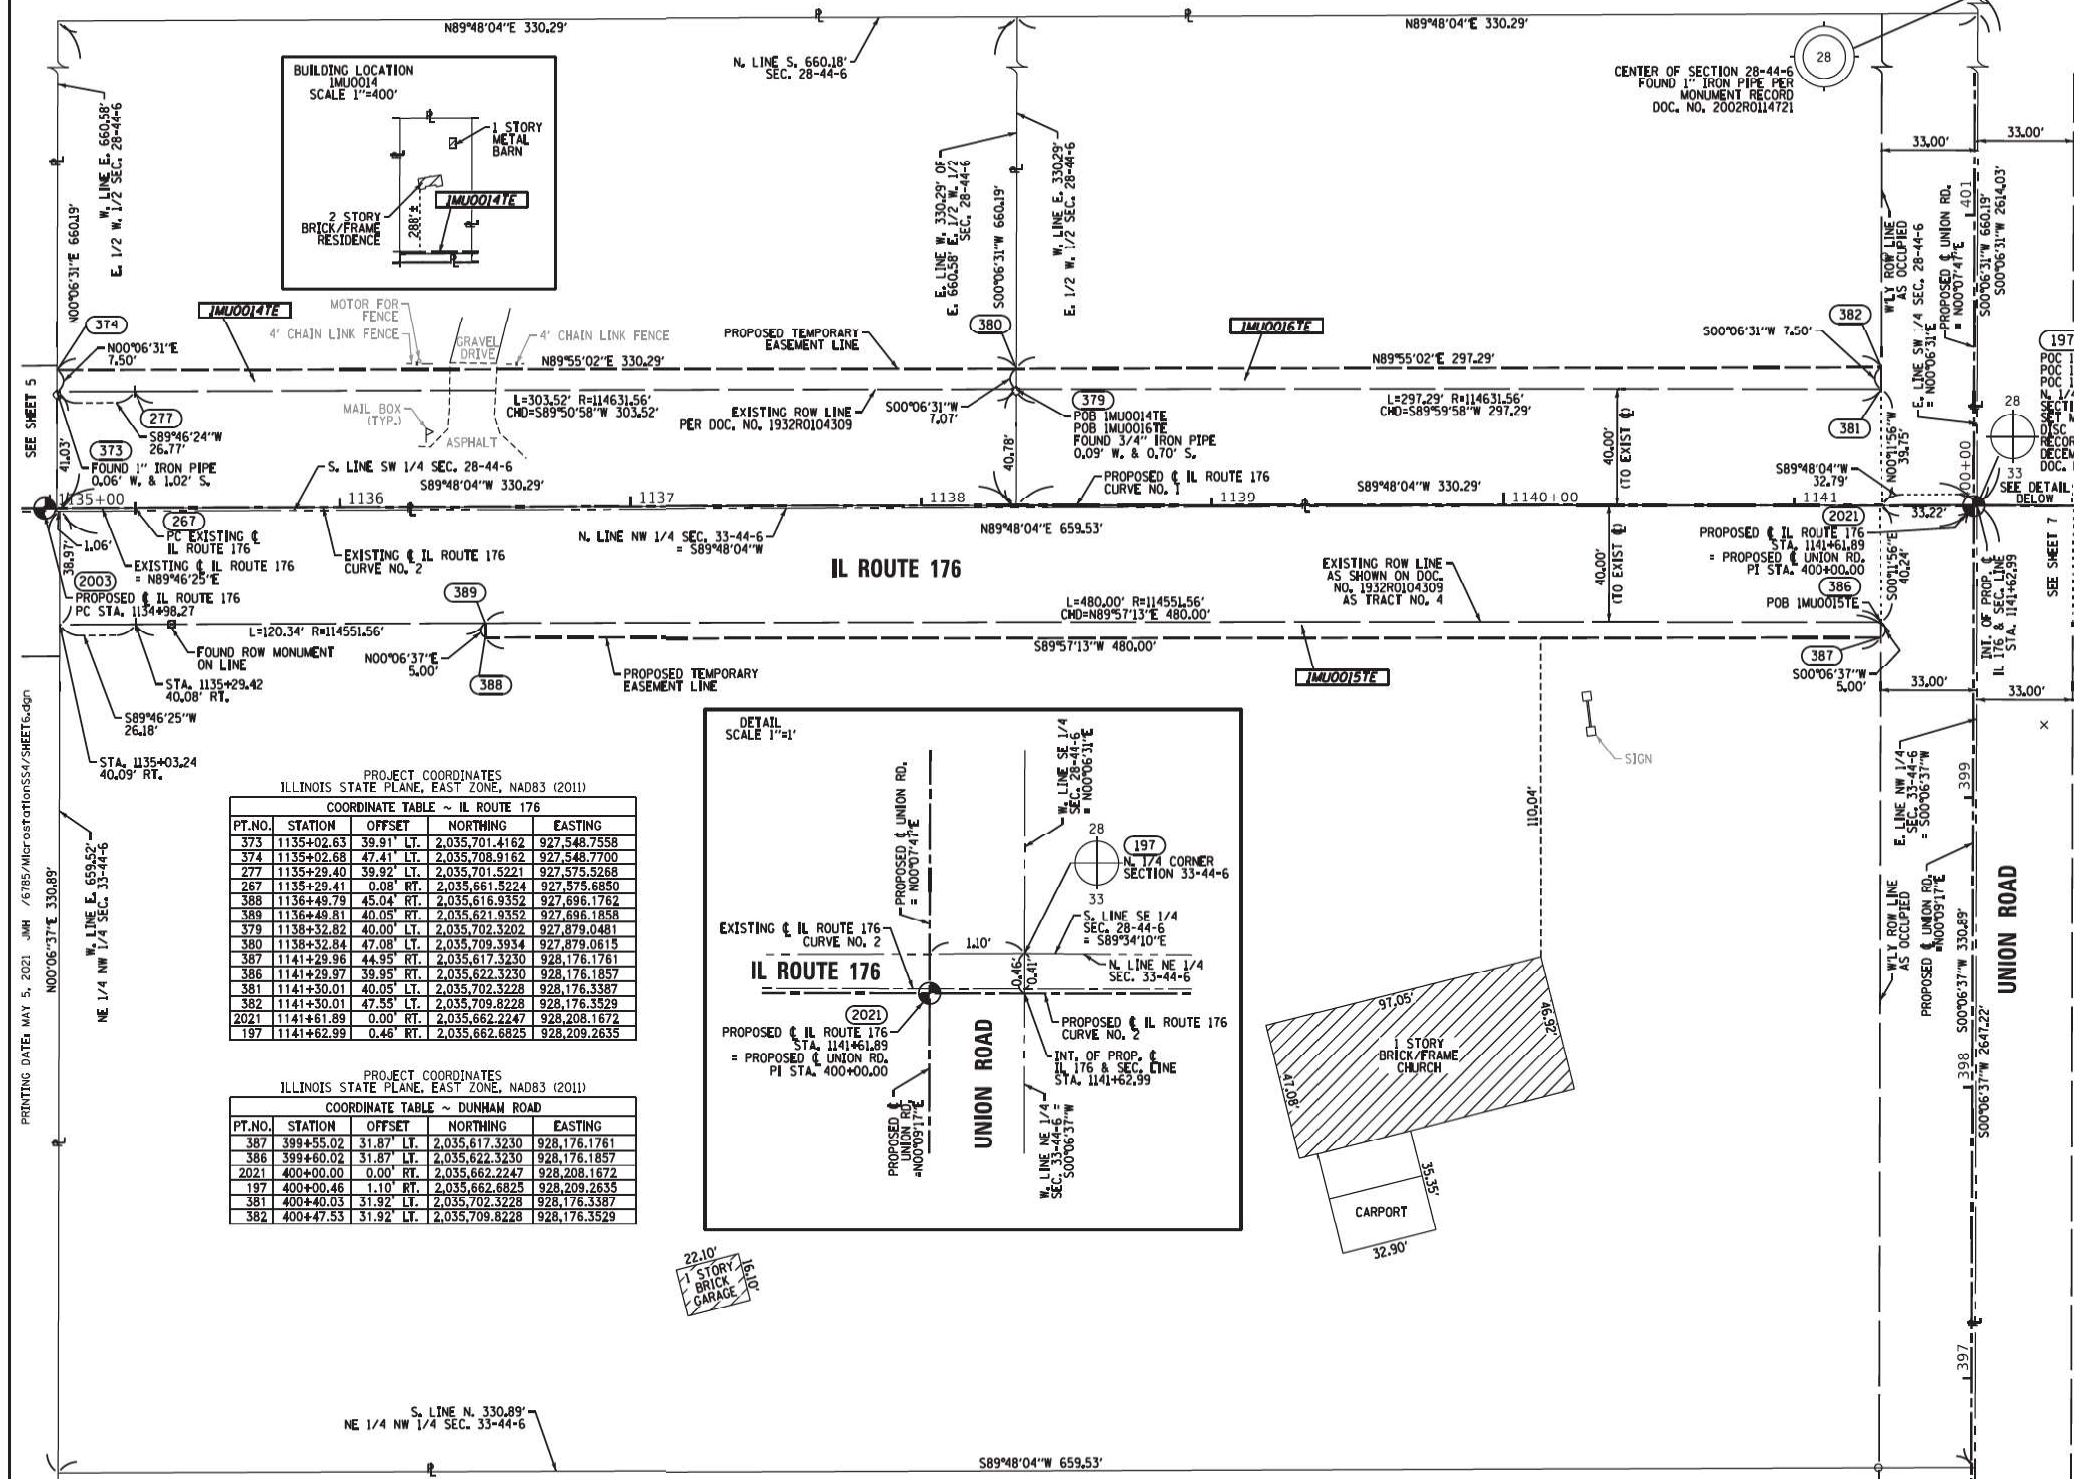 N89°48'04"E 330.29'
N89°48'04"E 330.29'
N. LINE S. 660.18'
SEC. 28-44-6
28
CENTER OF SECTION 28-44-6
FOUND 1" IRON PIPE PER
MONUMENT RECORD
DOC. NO. 2002R0114721
BUILDING LOCATION
1MU0014
SCALE 1"=400'
1 STORY
METAL
BARN
1MU0014TE
2 STORY
BRICK/FRAME
RESIDENCE
288'±
W. LINE E. 660.58'
E. 1/2 W. 1/2 SEC. 28-44-6
N00°06'31"E 660.19'
E. LINE W. 330.29' OF
E. 660.58' E. 1/2 W. 1/2
SEC. 28-44-6
S00°06'31"W 660.19'
W. LINE E. 330.29'
E. 1/2 W. 1/2 SEC. 28-44-6
33.00'
33.00'
W'LY ROW LINE
AS OCCUPIED
E. LINE SW 1/4 SEC. 28-44-6
= N00°06'31"E
PROPOSED ℄ UNION RD.
= N00°07'47"E
401
S00°06'31"W 660.19'
S00°06'31"W 2614.03'
374
N00°06'31"E
7.50'
1MU0014TE
MOTOR FOR
FENCE
4' CHAIN LINK FENCE
GRAVEL
DRIVE
4' CHAIN LINK FENCE
N89°55'02"E 330.29'
PROPOSED TEMPORARY
EASEMENT LINE
380
1MU0016TE
N89°55'02"E 297.29'
S00°06'31"W 7.50'
382
197
POC 1
POC 1
POC 1
N. 1/4
SECTI
SET M
DISC
RECOR
DECEM
DOC.
SEE SHEET 5
277
S89°46'24"W
26.77'
MAIL BOX
(TYP.)
ASPHALT
L=303.52' R=114631.56'
CHD=S89°50'58"W 303.52'
EXISTING ROW LINE
PER DOC. NO. 1932R0104309
S00°06'31"W
7.07'
379
POB 1MU0014TE
POB 1MU0016TE
FOUND 3/4" IRON PIPE
0.09' W. & 0.70' S.
L=297.29' R=114631.56'
CHD=S89°59'58"W 297.29'
381
28
33
41.03'
373
FOUND 1" IRON PIPE
0.06' W. & 1.02' S.
S. LINE SW 1/4 SEC. 28-44-6
S89°48'04"W 330.29'
40.78'
PROPOSED ℄ IL ROUTE 176
CURVE NO. 1
S89°48'04"W 330.29'
40.00'
(TO EXIST ℄)
S89°48'04"W
32.79'
N00°11'56"W
39.75'
400+00
SEE DETAIL
BELOW
1135+00
1136
1137
1138
1139
1140+00
1141
33.22'
267
PC EXISTING ℄
IL ROUTE 176
1.06'
38.97'
EXISTING ℄ IL ROUTE 176
= N89°46'25"E
2003
PROPOSED ℄ IL ROUTE 176
PC STA. 1134+98.27
EXISTING ℄ IL ROUTE 176
CURVE NO. 2
N. LINE NW 1/4 SEC. 33-44-6
= S89°48'04"W
N89°48'04"E 659.53'
IL ROUTE 176
EXISTING ROW LINE
AS SHOWN ON DOC.
NO. 1932R0104309
AS TRACT NO. 4
40.00'
(TO EXIST ℄)
2021
PROPOSED ℄ IL ROUTE 176
STA. 1141+61.89
= PROPOSED ℄ UNION RD.
PI STA. 400+00.00
386
POB 1MU0015TE
S00°11'56"E
40.24'
INT. OF PROP. ℄
IL 176 & SEC. LINE
STA. 1141+62.99
SEE SHEET 7
L=120.34' R=114551.56'
389
FOUND ROW MONUMENT
ON LINE
N00°06'37"E
5.00'
388
PROPOSED TEMPORARY
EASEMENT LINE
L=480.00' R=114551.56'
CHD=N89°57'13"E 480.00'
S89°57'13"W 480.00'
1MU0015TE
387
S00°06'37"W
5.00'
33.00'
33.00'
STA. 1135+29.42
40.08' RT.
S89°46'25"W
26.18'
STA. 1135+03.24
40.09' RT.
PRINTING DATE: MAY 5, 2021 JMH /6785/MicrostationSS4/SHEET6.dgn
N00°06'37"E 330.89'
W. LINE E. 659.52'
NE 1/4 NW 1/4 SEC. 33-44-6
PROJECT COORDINATES
ILLINOIS STATE PLANE, EAST ZONE, NAD83 (2011)
COORDINATE TABLE ~ IL ROUTE 176
PT.NO. STATION OFFSET NORTHING EASTING
373 1135+02.63 39.91' LT. 2,035,701.4162 927,548.7558
374 1135+02.68 47.41' LT. 2,035,708.9162 927,548.7700
277 1135+29.40 39.92' LT. 2,035,701.5221 927,575.5268
267 1135+29.41 0.08' RT. 2,035,661.5224 927,575.6850
388 1136+49.79 45.04' RT. 2,035,616.9352 927,696.1762
389 1136+49.81 40.05' RT. 2,035,621.9352 927,696.1858
379 1138+32.82 40.00' LT. 2,035,702.3202 927,879.0481
380 1138+32.84 47.08' LT. 2,035,709.3934 927,879.0615
387 1141+29.96 44.95' RT. 2,035,617.3230 928,176.1761
386 1141+29.97 39.95' RT. 2,035,622.3230 928,176.1857
381 1141+30.01 40.05' LT. 2,035,702.3228 928,176.3387
382 1141+30.01 47.55' LT. 2,035,709.8228 928,176.3529
2021 1141+61.89 0.00' RT. 2,035,662.2247 928,208.1672
197 1141+62.99 0.46' RT. 2,035,662.6825 928,209.2635
PROJECT COORDINATES
ILLINOIS STATE PLANE, EAST ZONE, NAD83 (2011)
COORDINATE TABLE ~ DUNHAM ROAD
PT.NO. STATION OFFSET NORTHING EASTING
387 399+55.02 31.87' LT. 2,035,617.3230 928,176.1761
386 399+60.02 31.87' LT. 2,035,622.3230 928,176.1857
2021 400+00.00 0.00' RT. 2,035,662.2247 928,208.1672
197 400+00.46 1.10' RT. 2,035,662.6825 928,209.2635
381 400+40.03 31.92' LT. 2,035,702.3228 928,176.3387
382 400+47.53 31.92' LT. 2,035,709.8228 928,176.3529
DETAIL
SCALE 1"=1'
PROPOSED ℄ UNION RD.
= N00°07'47"E
W. LINE SE 1/4
SEC. 28-44-6
= N00°06'31"E
28
33
197
N. 1/4 CORNER
SECTION 33-44-6
EXISTING ℄ IL ROUTE 176
CURVE NO. 2
1.10'
S. LINE SE 1/4
SEC. 28-44-6
= S89°34'10"E
IL ROUTE 176
0.46'
0.41'
N. LINE NE 1/4
SEC. 33-44-6
2021
PROPOSED ℄ IL ROUTE 176
STA. 1141+61.89
= PROPOSED ℄ UNION RD.
PI STA. 400+00.00
PROPOSED ℄ IL ROUTE 176
CURVE NO. 2
INT. OF PROP. ℄
IL 176 & SEC. LINE
STA. 1141+62.99
PROPOSED ℄
UNION RD.
=N00°09'17"E
UNION ROAD
W. LINE NE 1/4
SEC. 33-44-6 =
S00°06'37"W
SIGN
110.04'
97.05'
46.92'
47.08'
1 STORY
BRICK/FRAME
CHURCH
35.35'
CARPORT
32.90'
22.10'
16.10'
1 STORY
BRICK
GARAGE
E. LINE NW 1/4
SEC. 33-44-6
= S00°06'37"W
399
W'LY ROW LINE
AS OCCUPIED
PROPOSED ℄ UNION RD.
=N00°09'17"E
UNION ROAD
S00°06'37"W 330.89'
398
S00°06'37"W 2647.22'
397
S. LINE N. 330.89'
NE 1/4 NW 1/4 SEC. 33-44-6
S89°48'04"W 659.53'